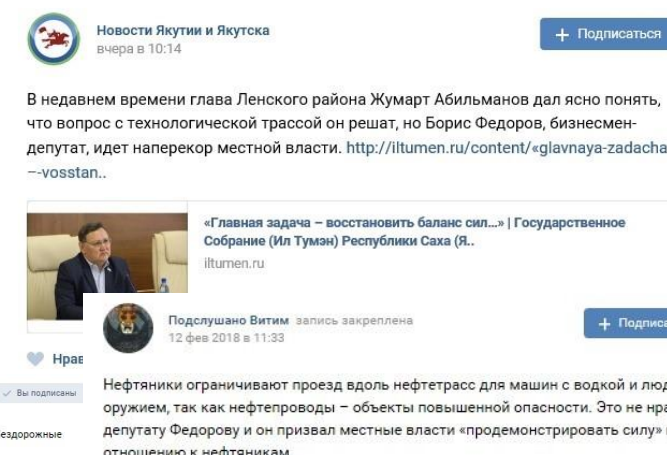 Новости Якутии и Якутска
вчера в 10:14
Подписаться
В недавнем времени глава Ленского района Жумарт Абильманов дал ясно понять,
что вопрос с технологической трассой он решат, но Борис Федоров, бизнесмен-
депутат, идет наперекор местной власти. http://iltumen.ru/content/«glavnaya-zadacha
–-vosstan..
«Главная задача – восстановить баланс сил...» | Государственное
Собрание (Ил Тумэн) Республики Саха (Я..
iltumen.ru
Нрав
Вы подписаны
ездорожные
Подслушано Витим запись закреплена
12 фев 2018 в 11:33
Подписа
Нефтяники ограничивают проезд вдоль нефтетрасс для машин с водкой и люд
оружием, так как нефтепроводы – объекты повышенной опасности. Это не нра
депутату Федорову и он призвал местные власти «продемонстрировать силу»
отношению к нефтяникам